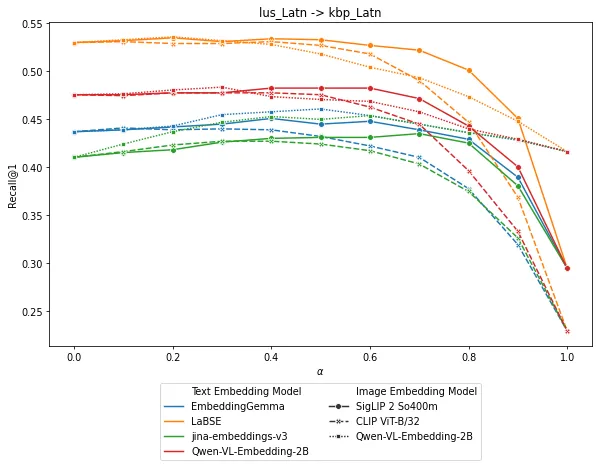 lus_Latn -> kbp_Latn
Recall@1
0.55
0.50
0.45
0.40
0.35
0.30
0.25
0.0
0.2
0.4
0.6
0.8
1.0
α
Text Embedding Model
EmbeddingGemma
LaBSE
jina-embeddings-v3
Qwen-VL-Embedding-2B
Image Embedding Model
SigLIP 2 So400m
CLIP ViT-B/32
Qwen-VL-Embedding-2B